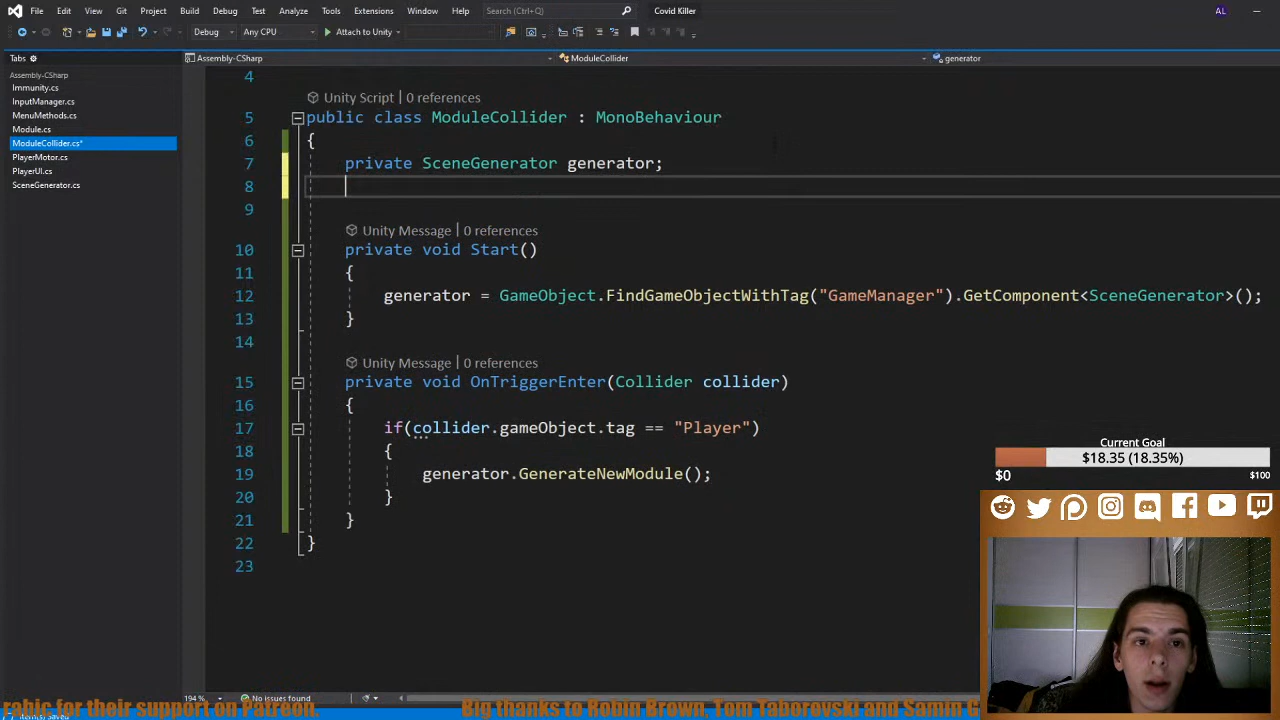 File Edit View Git Project Build Debug Test Analyze Tools Extensions Window Help Search (Ctrl+Q) Covid Killer AL
Debug Any CPU Attach to Unity
Tabs
Assembly-CSharp ModuleCollider generator
Assembly-CSharp
Immunity.cs
InputManager.cs
MenuMethods.cs
Module.cs
ModuleCollider.cs*
PlayerMotor.cs
PlayerUI.cs
SceneGenerator.cs
4
Unity Script | 0 references
5 public class ModuleCollider : MonoBehaviour
6 {
7 private SceneGenerator generator;
8
9
Unity Message | 0 references
10 private void Start()
11 {
12 generator = GameObject.FindGameObjectWithTag("GameManager").GetComponent<SceneGenerator>();
13 }
14
Unity Message | 0 references
15 private void OnTriggerEnter(Collider collider)
16 {
17 if(collider.gameObject.tag == "Player")
18 {
19 generator.GenerateNewModule();
20 }
21 }
22 }
23
Current Goal
$18.35 (18.35%)
$0 $100
194 % No issues found
rabic for their support on Patreon. Big thanks to Robin Brown, Tom Taborovski and Samin G